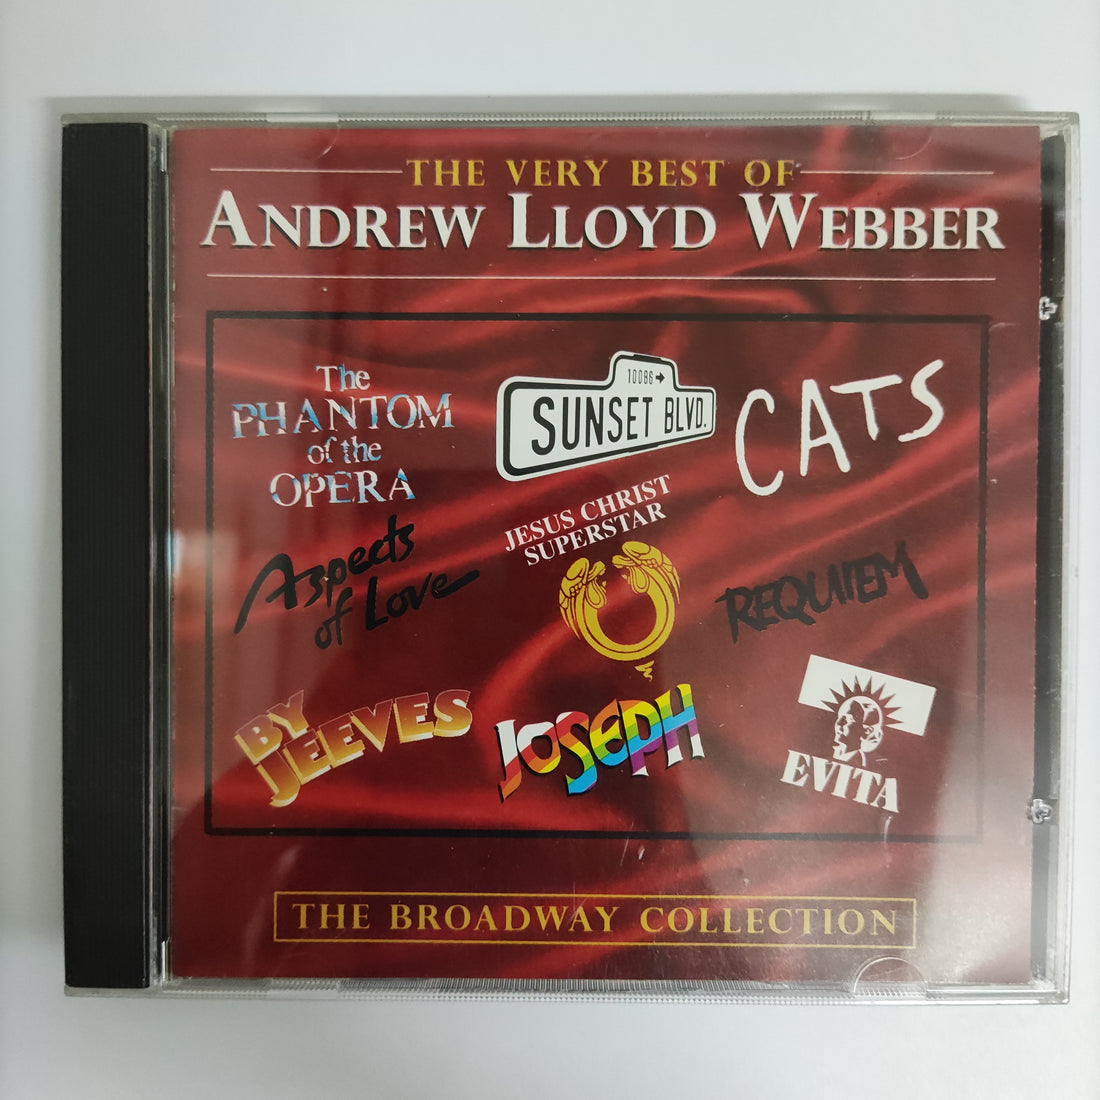 THE VERY BEST OF
ANDREW LLOYD WEBBER
The
PHANTOM
of the
OPERA
10086
SUNSET BLVD.
CATS
Aspects
of Love
JESUS CHRIST
SUPERSTAR
REQUIEM
BY
JEEVES
JOSEPH
EVITA
THE BROADWAY COLLECTION